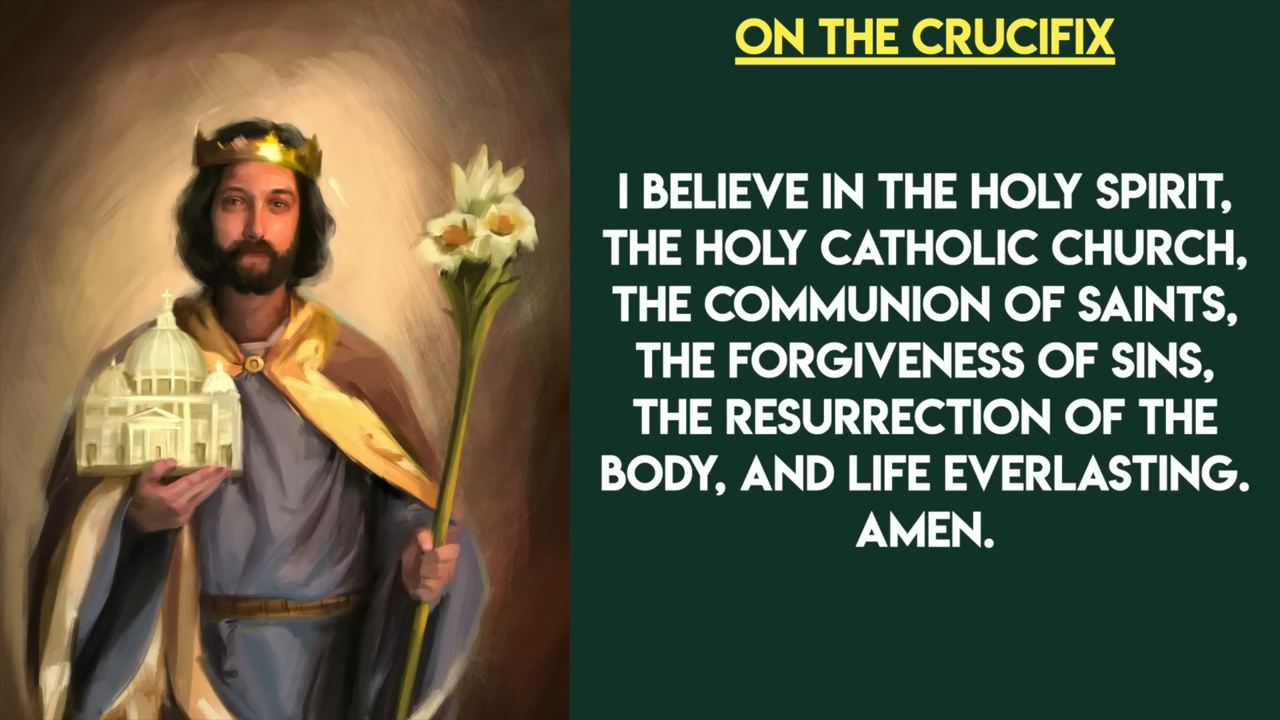 ON THE CRUCIFIX
I BELIEVE IN THE HOLY SPIRIT,
THE HOLY CATHOLIC CHURCH,
THE COMMUNION OF SAINTS,
THE FORGIVENESS OF SINS,
THE RESURRECTION OF THE
BODY, AND LIFE EVERLASTING.
AMEN.